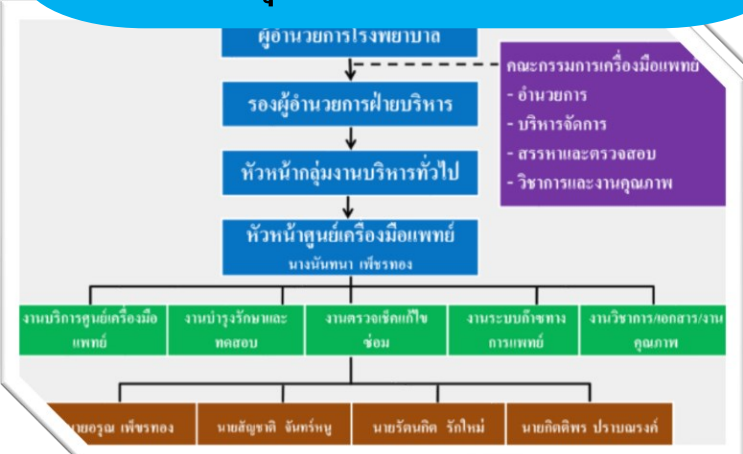 ผู้อำนวยการโรงพยาบาล
คณะกรรมการเครื่องมือแพทย์
- อำนวยการ
- บริหารจัดการ
- สรรหาและตรวจสอบ
- วิชาการและงานคุณภาพ
รองผู้อำนวยการฝ่ายบริหาร
หัวหน้ากลุ่มงานบริหารทั่วไป
หัวหน้าศูนย์เครื่องมือแพทย์
นางนันทนา เพ็ชรทอง
งานบริการศูนย์เครื่องมือ
แพทย์
งานบำรุงรักษาและ
ทดสอบ
งานตรวจเช็คแก้ไข
ซ่อม
งานระบบก๊าซทาง
การแพทย์
งานวิชาการ/เอกสาร/งาน
คุณภาพ
นายอรุณ เพ็ชรทอง
นายสัญชาติ จันทร์หนู
นายรัตนกิต รักใหม่
นายกิตติพร ปราบณรงค์